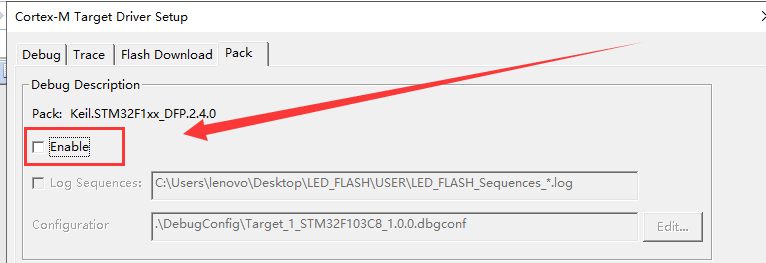 Cortex-M Target Driver Setup
Debug Trace Flash Download Pack
Debug Description
Pack: Keil.STM32F1xx_DFP.2.4.0
Enable
Log Sequences: C:\Users\lenovo\Desktop\LED_FLASH\USER\LED_FLASH_Sequences_*.log
Configuration .\DebugConfig\Target_1_STM32F103C8_1.0.0.dbgconf Edit...